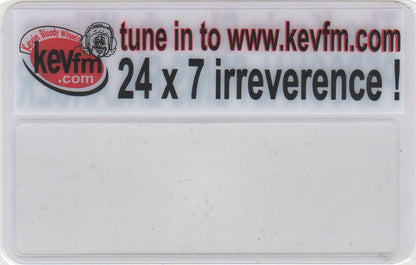 Kevin Bloody Wilson's
kevfm
.com
tune in to www.kevfm.com
24 x 7 irreverence !